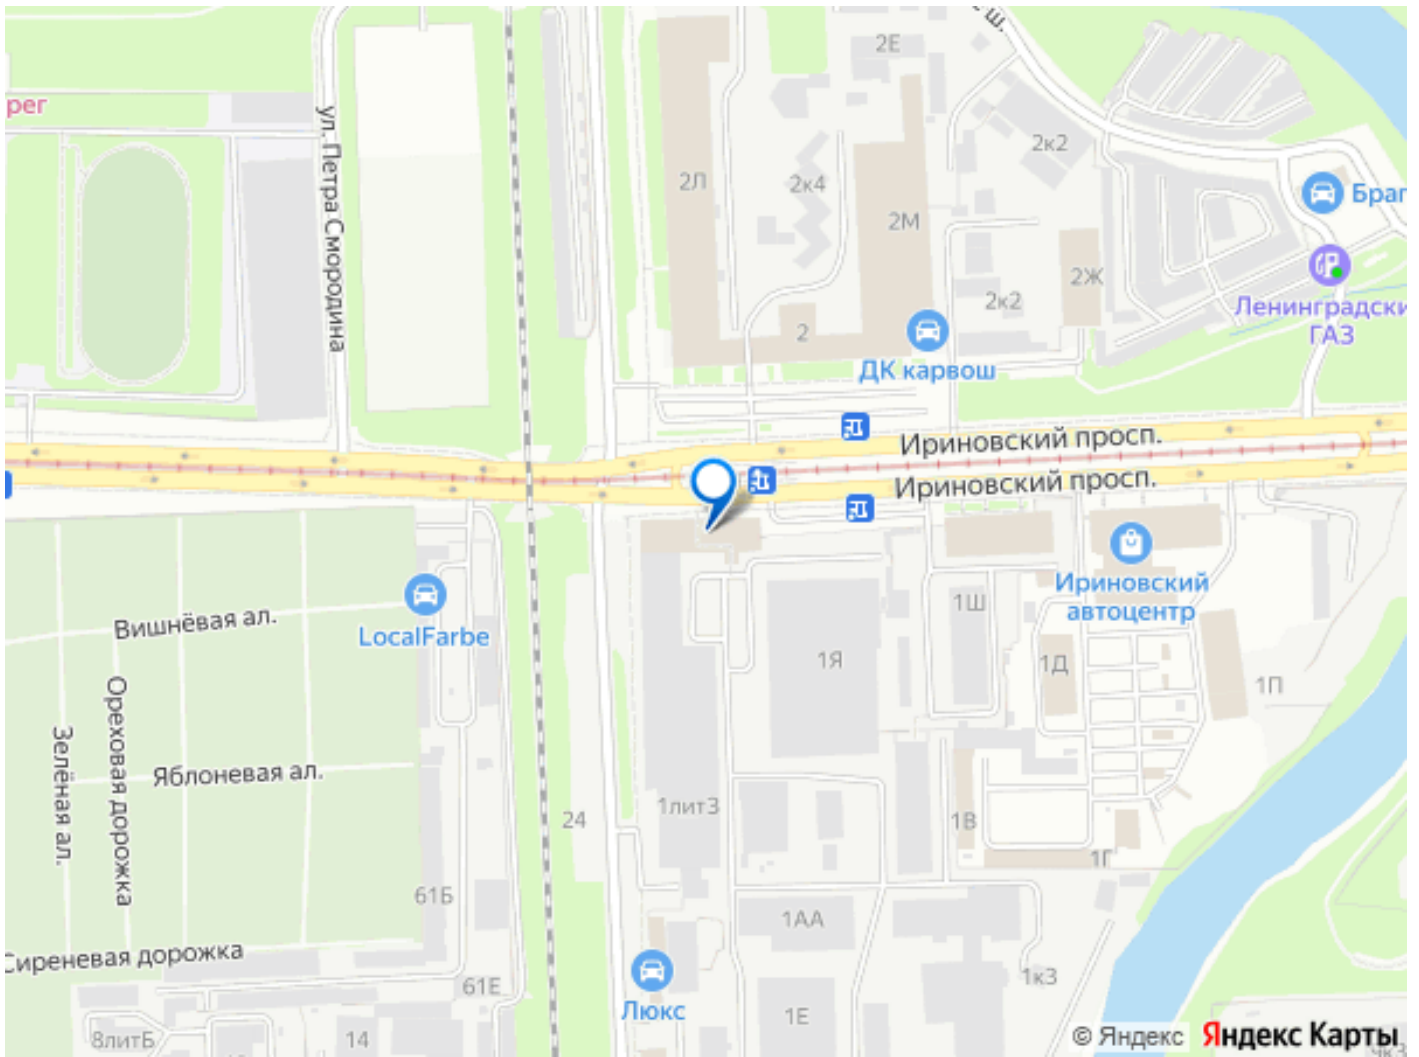 ш.
2Е
рег
ул. Петра Смородина
2к2
2Л
2к4
Браг
2М
2Ж
2к2
Ленинградски
ГАЗ
2
ДК карвош
Ириновский просп.
Ириновский просп.
Ириновский
автоцентр
1Ш
Вишнёвая ал.
LocalFarbe
1Я
1Д
1П
Ореховая дорожка
Зелёная ал.
Яблоневая ал.
24
1лит3
1В
1Г
61Б
1АА
Сиреневая дорожка
1к3
61Е
Люкс
1Е
8литБ
14
© Яндекс
Яндекс Карты